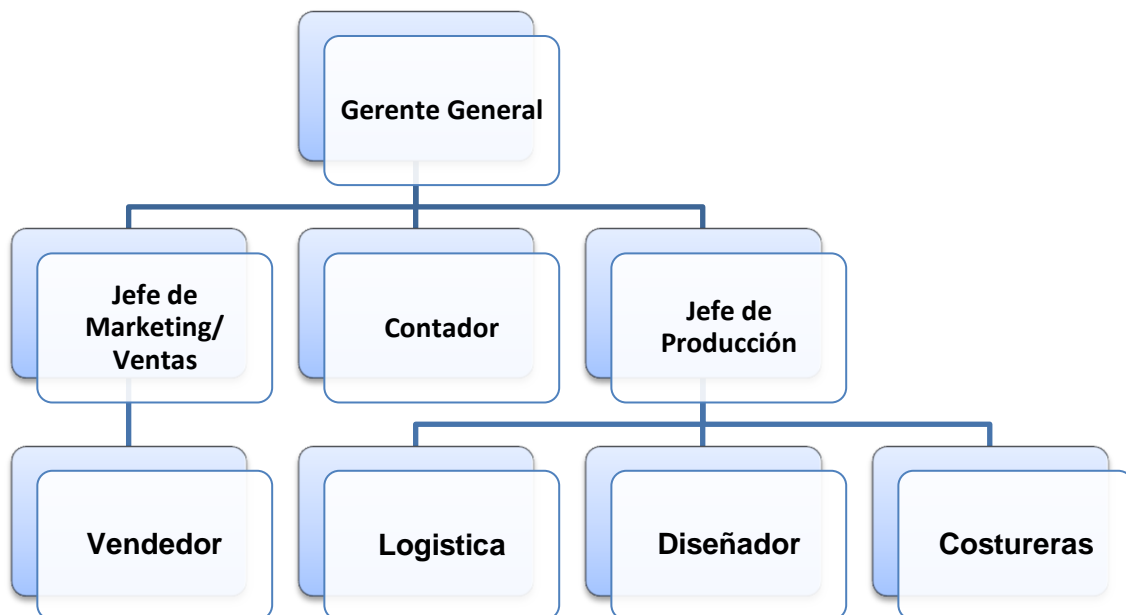 Gerente General
Jefe de
Marketing/
Ventas
Contador
Jefe de
Producción
Vendedor
Logistica
Diseñador
Costureras